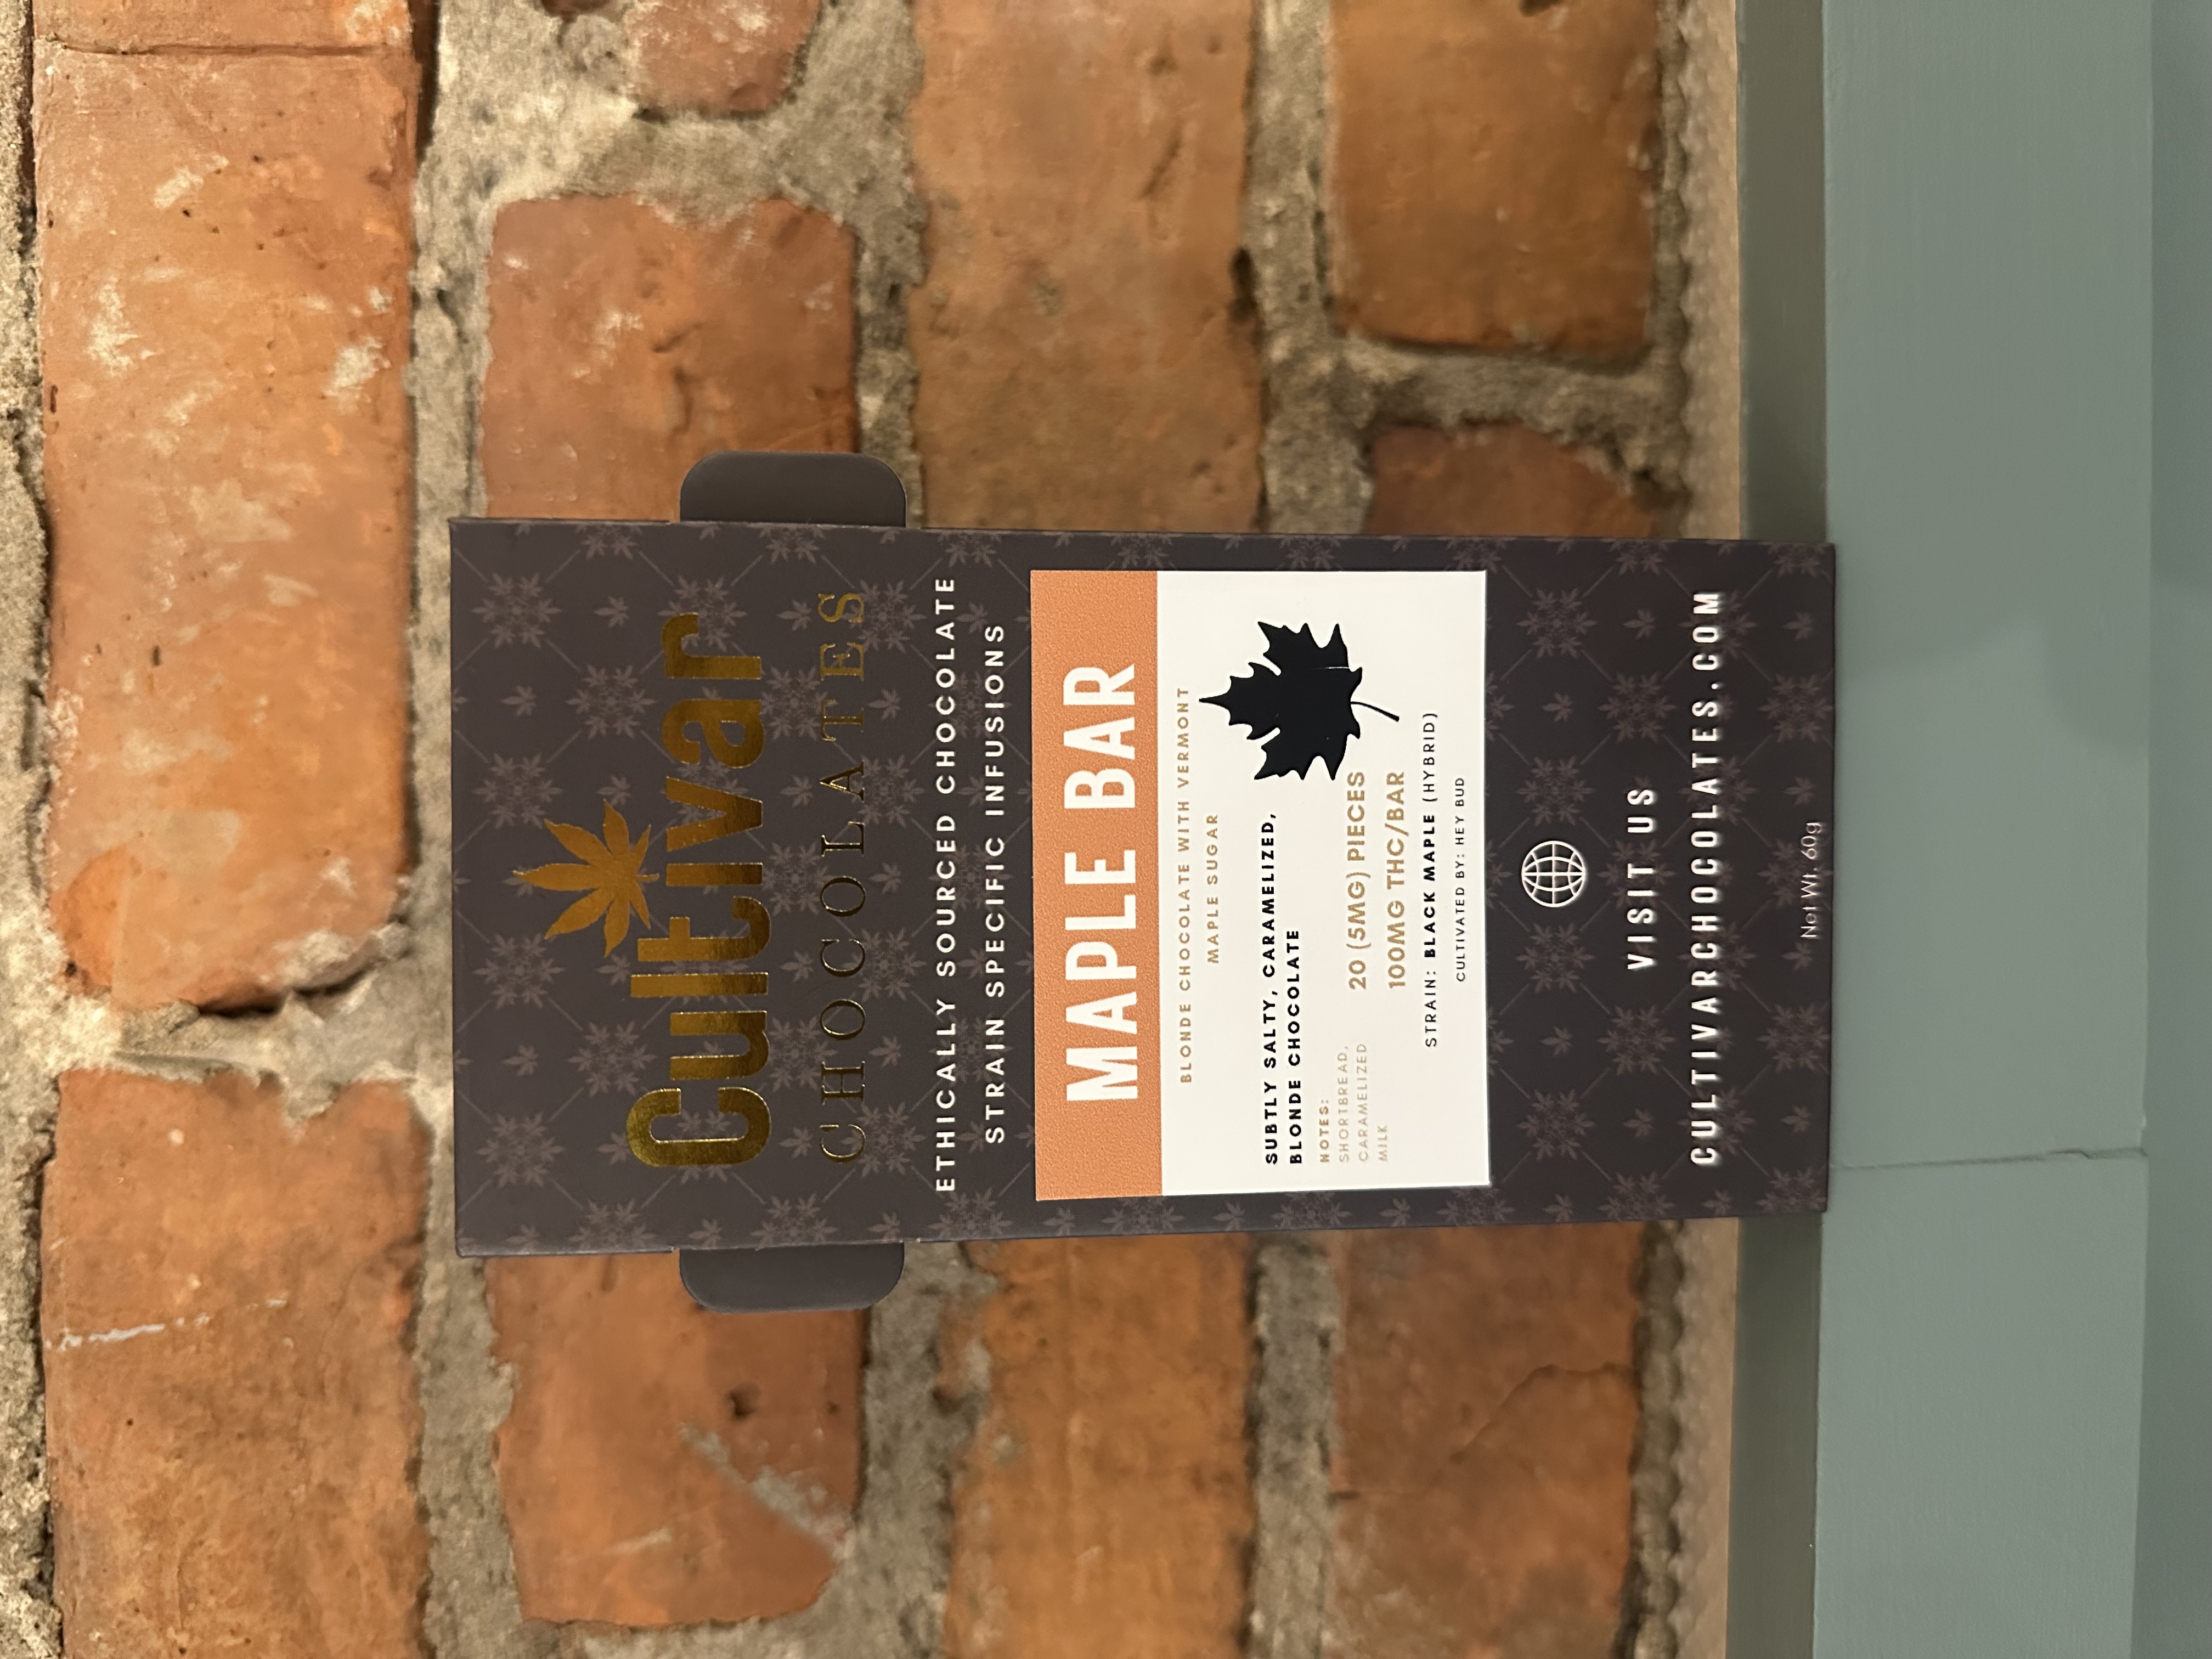 Cultivar
CHOCOLATES
ETHICALLY SOURCED CHOCOLATE
STRAIN SPECIFIC INFUSIONS
MAPLE BAR
BLONDE CHOCOLATE WITH VERMONT
MAPLE SUGAR
SUBTLY SALTY, CARAMELIZED,
BLONDE CHOCOLATE
NOTES:
SHORTBREAD,
CARAMELIZED
MILK
20 (5MG) PIECES
100MG THC/BAR
STRAIN: BLACK MAPLE (HYBRID)
CULTIVATED BY: HEY BUD
VISIT US
CULTIVARCHOCOLATES.COM
Net Wt. 60g